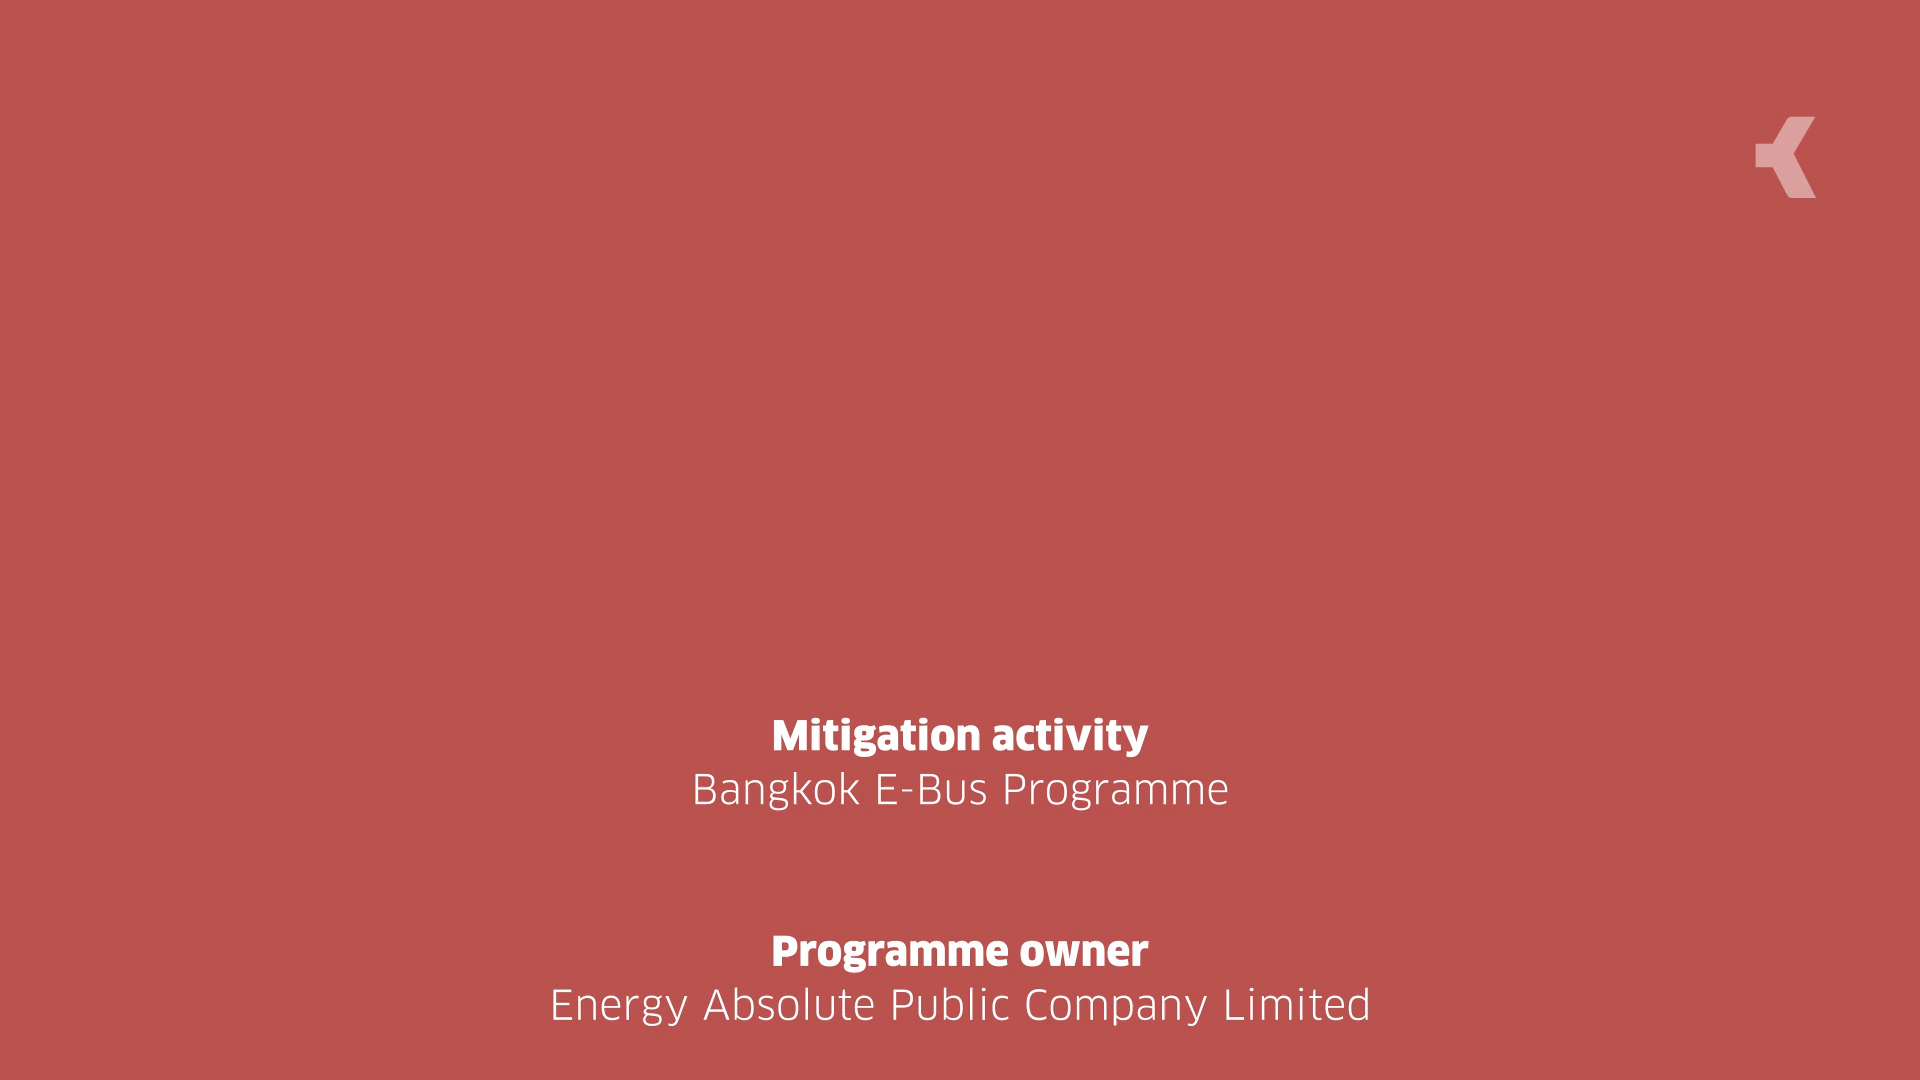 Mitigation activity
Bangkok E-Bus Programme
Programme owner
Energy Absolute Public Company Limited